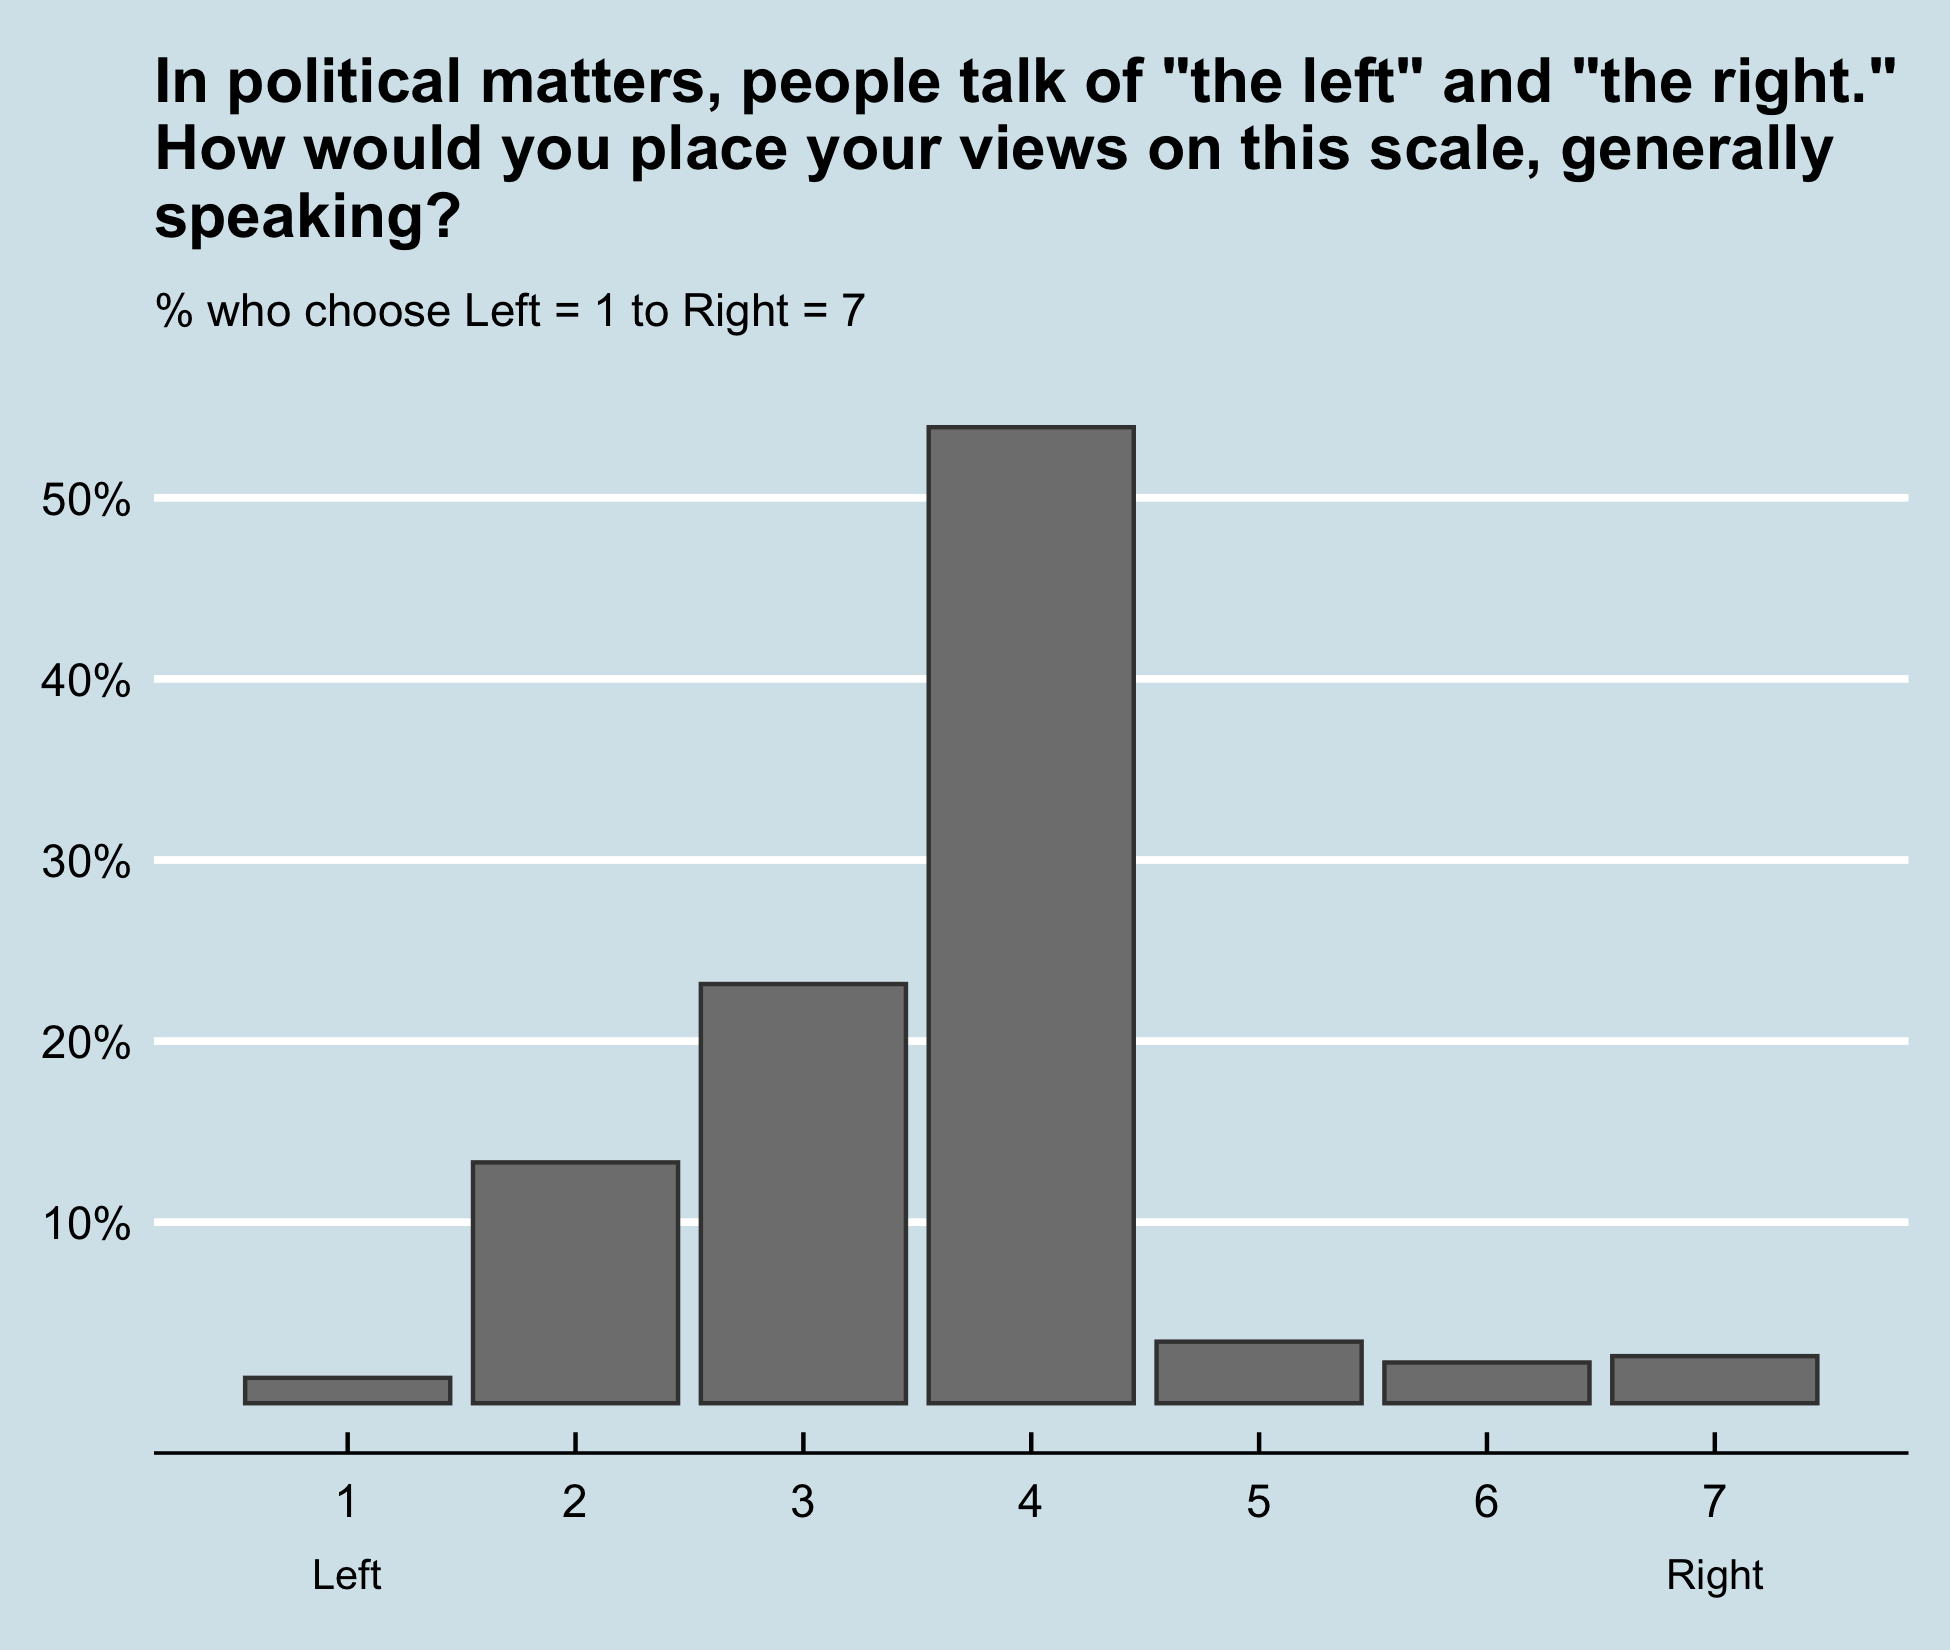 In political matters, people talk of "the left" and "the right."
How would you place your views on this scale, generally
speaking?
% who choose Left = 1 to Right = 7
50%
40%
30%
20%
10%
1 2 3 4 5 6 7
Left Right